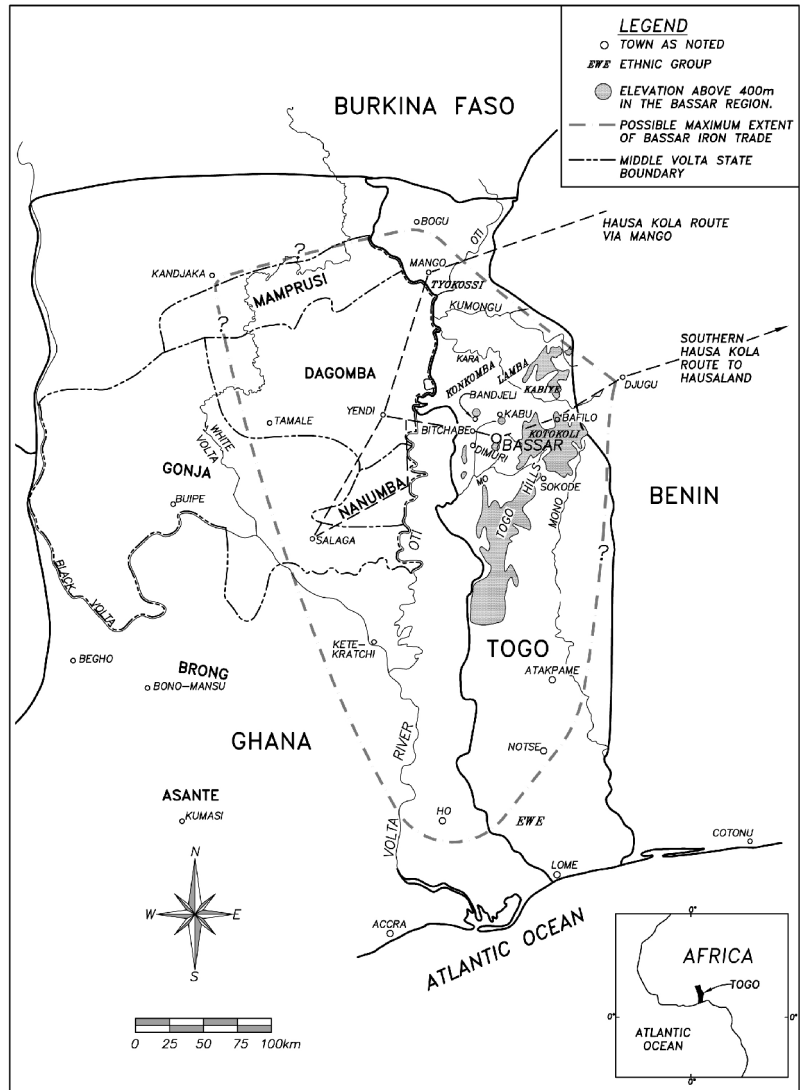 LEGEND
TOWN AS NOTED
EWE ETHNIC GROUP
ELEVATION ABOVE 400m
IN THE BASSAR REGION.
POSSIBLE MAXIMUM EXTENT
OF BASSAR IRON TRADE
MIDDLE VOLTA STATE
BOUNDARY
BURKINA FASO
BOGU
OTI
HAUSA KOLA ROUTE
VIA MANGO
?
KANDJAKA
MANGO
TYOKOSSI
MAMPRUSI
KUMONGU
?
SOUTHERN
HAUSA KOLA
ROUTE TO
HAUSALAND
KARA
LAMBA
KONKOMBA
DAGOMBA
KABIYE
DJUGU
BANDJELI
YENDI
KABU
BAFILO
TAMALE
BITCHABE
KOTOKOLI
BASSAR
WHITE
VOLTA
DIMURI
GONJA
MO
HILLS
SOKODE
NANUMBA
BENIN
BUIPE
TOGO
MONO
SALAGA
OTI
?
BLACK
VOLTA
KETE-
KRATCHI
TOGO
BEGHO
BRONG
BONO-MANSU
ATAKPAME
GHANA
RIVER
NOTSE
ASANTE
KUMASI
HO
EWE
VOLTA
COTONU
LOME
N
W E
S
ACCRA
ATLANTIC OCEAN
0 25 50 75 100km
0°
AFRICA
TOGO
0° 0°
ATLANTIC
OCEAN
0°